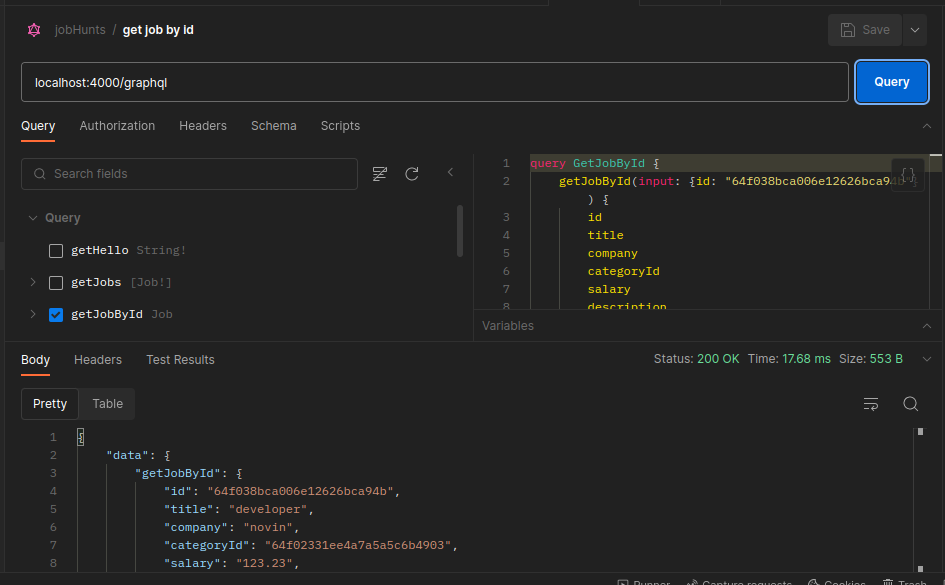 jobHunts / get job by id
Save
localhost:4000/graphql
Query
Query Authorization Headers Schema Scripts
Search fields
Query
getHello String!
getJobs [Job!]
getJobById Job
1 query GetJobById {
2 getJobById(input: {id: "64f038bca006e12626bca94b"}
) {
3 id
4 title
5 company
6 categoryId
7 salary
8 description
Variables
Body Headers Test Results
Status: 200 OK Time: 17.68 ms Size: 553 B
Pretty Table
1 {
2 "data": {
3 "getJobById": {
4 "id": "64f038bca006e12626bca94b",
5 "title": "developer",
6 "company": "novin",
7 "categoryId": "64f02331ee4a7a5a5c6b4903",
8 "salary": "123.23",
Runner Capture requests Cookies Trash